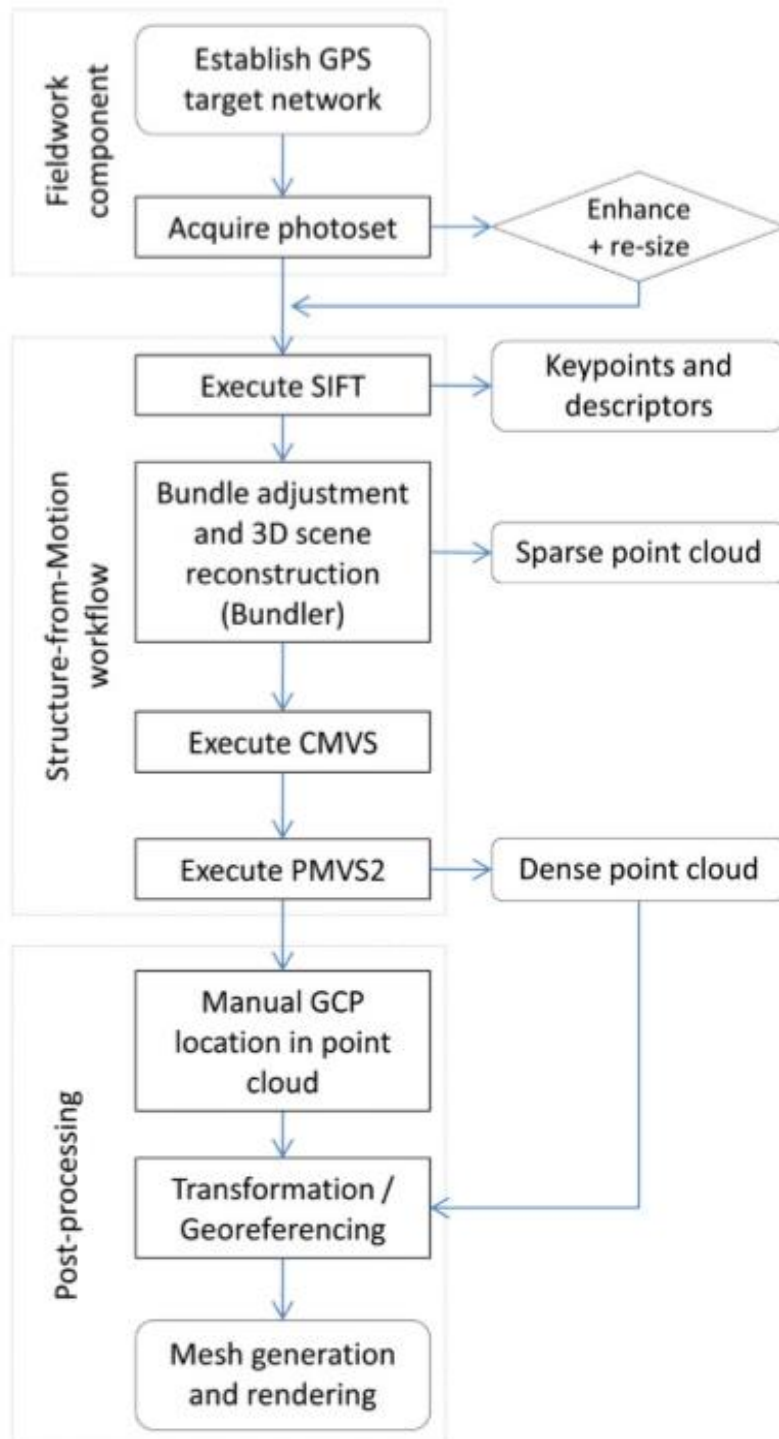 Fieldwork
component
Establish GPS
target network
Acquire photoset
Enhance
+ re-size
Structure-from-Motion
workflow
Execute SIFT
Keypoints and
descriptors
Bundle adjustment
and 3D scene
reconstruction
(Bundler)
Sparse point cloud
Execute CMVS
Execute PMVS2
Dense point cloud
Post-processing
Manual GCP
location in point
cloud
Transformation /
Georeferencing
Mesh generation
and rendering